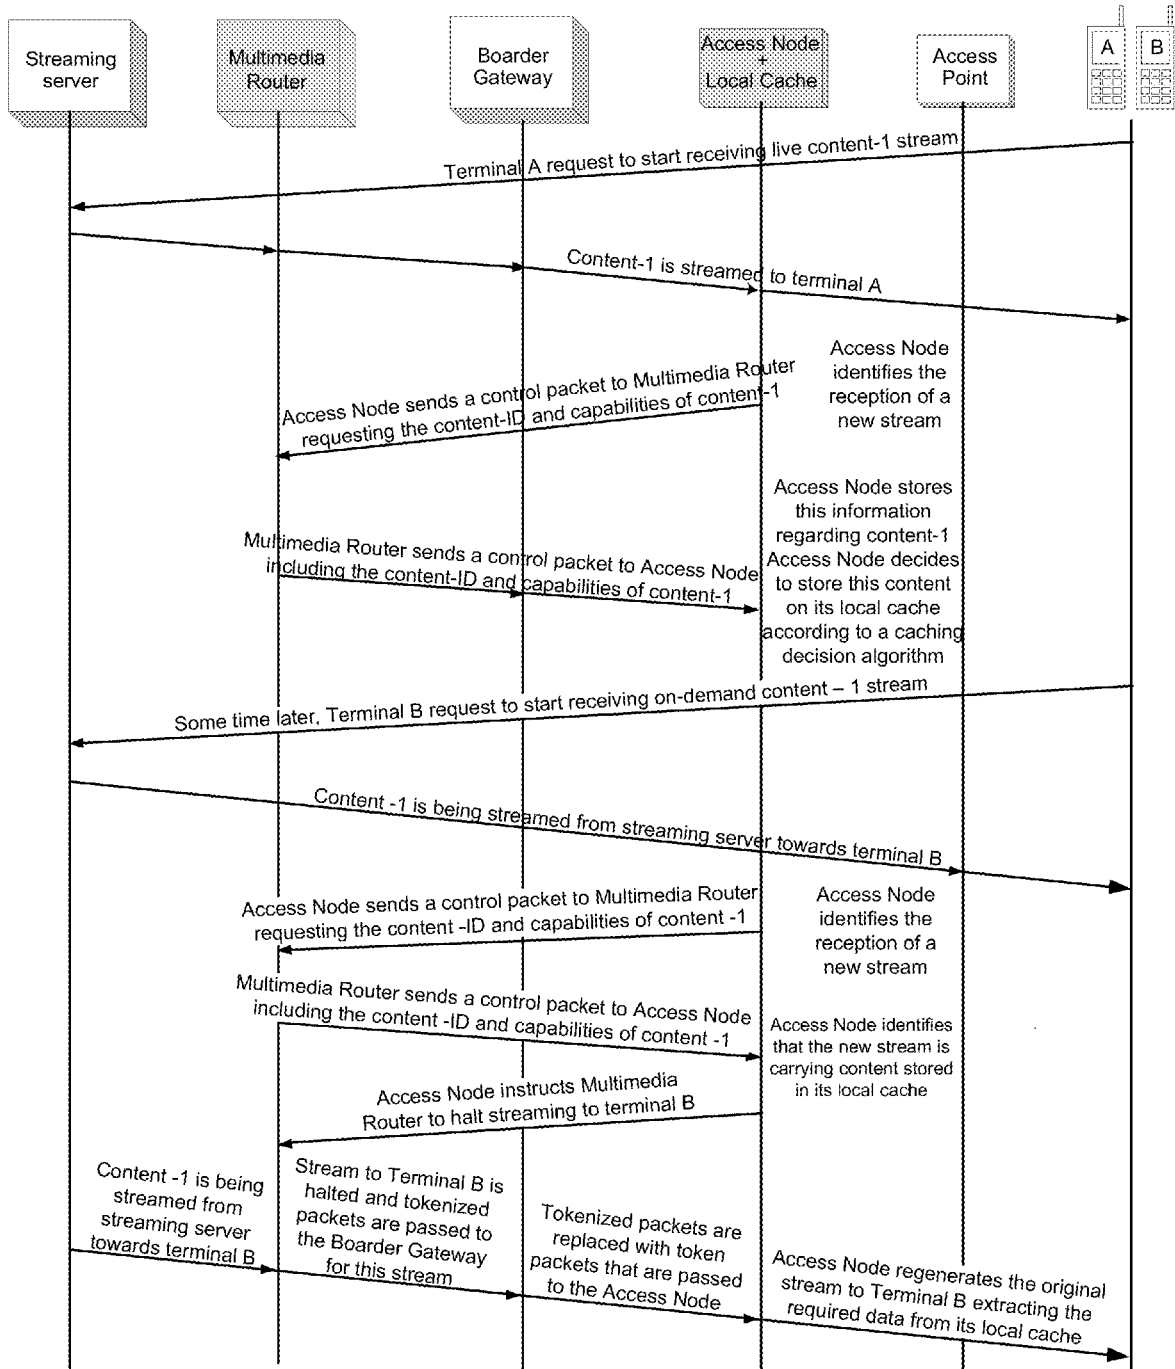 Streaming
server
Multimedia
Router
Boarder
Gateway
Access Node
+
Local Cache
Access
Point
A
B
Terminal A request to start receiving live content-1 stream
Content-1 is streamed to terminal A
Access Node
identifies the
reception of a
new stream
Access Node sends a control packet to Multimedia Router
requesting the content-ID and capabilities of content-1
Access Node stores
this information
regarding content-1
Access Node decides
to store this content
on its local cache
according to a caching
decision algorithm
Multimedia Router sends a control packet to Access Node
including the content-ID and capabilities of content-1
Some time later, Terminal B request to start receiving on-demand content – 1 stream
Content -1 is being streamed from streaming server towards terminal B
Access Node sends a control packet to Multimedia Router
requesting the content -ID and capabilities of content -1
Access Node
identifies the
reception of a
new stream
Multimedia Router sends a control packet to Access Node
including the content -ID and capabilities of content -1
Access Node identifies
that the new stream is
carrying content stored
in its local cache
Access Node instructs Multimedia
Router to halt streaming to terminal B
Content -1 is being
streamed from
streaming server
towards terminal B
Stream to Terminal B is
halted and tokenized
packets are passed to
the Boarder Gateway
for this stream
Tokenized packets are
replaced with token
packets that are passed
to the Access Node
Access Node regenerates the original
stream to Terminal B extracting the
required data from its local cache